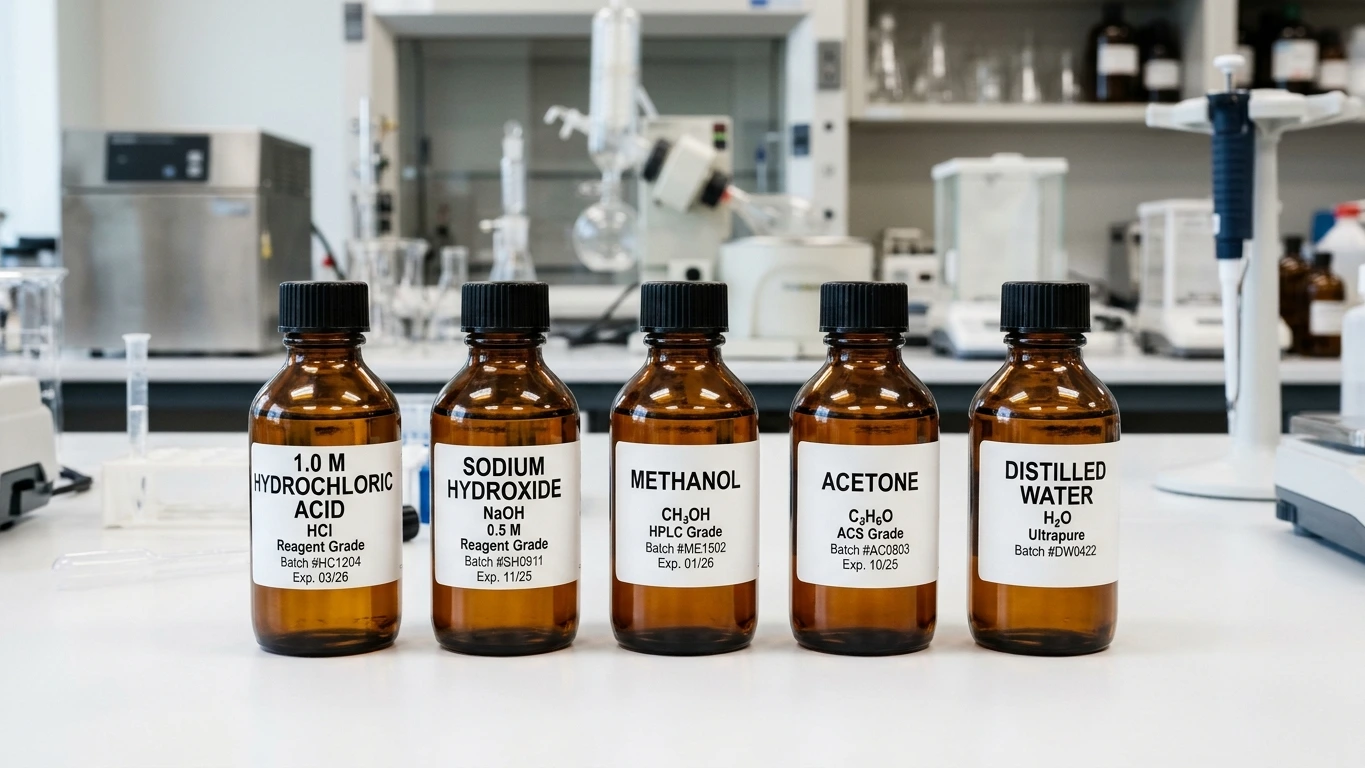 1.0 M
HYDROCHLORIC
ACID
HCl
Reagent Grade
Batch #HC1204
Exp. 03/26
SODIUM
HYDROXIDE
NaOH
0.5 M
Reagent Grade
Batch #SH0911
Exp. 11/25
METHANOL
CH₃OH
HPLC Grade
Batch #ME1502
Exp. 01/26
ACETONE
C₃H₆O
ACS Grade
Batch #AC0803
Exp. 10/25
DISTILLED
WATER
H₂O
Ultrapure
Batch #DW0422